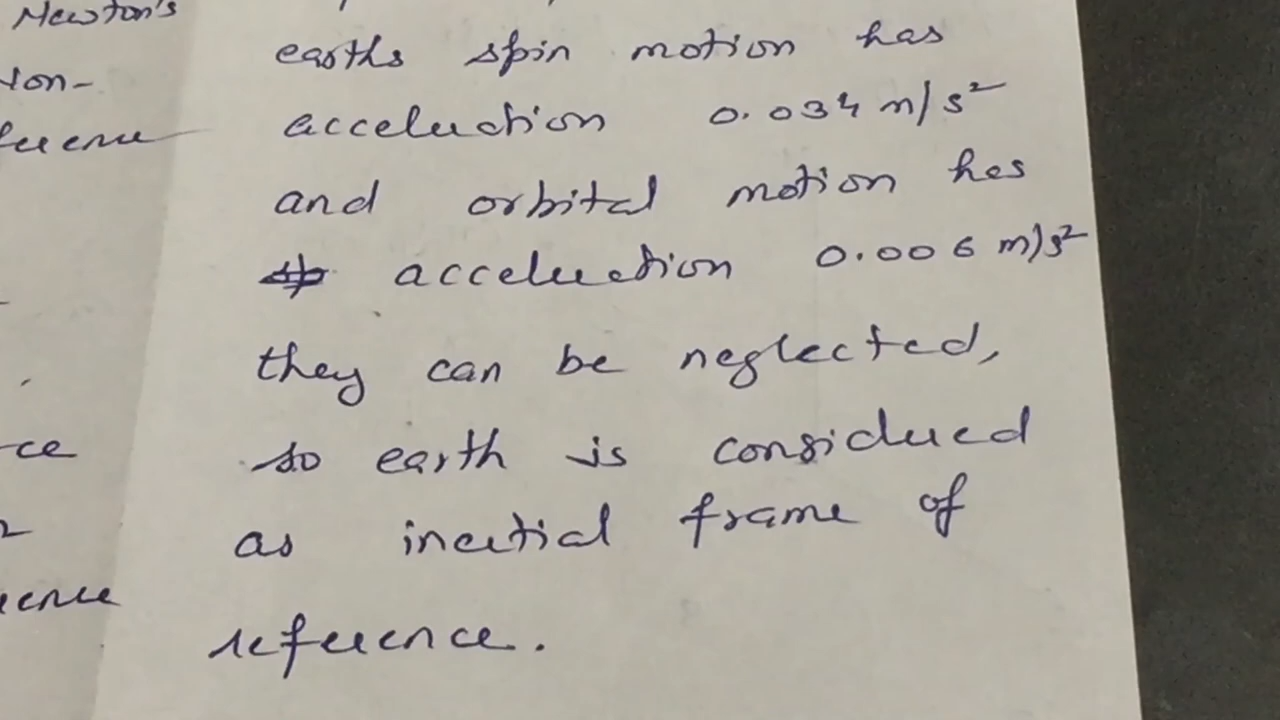 Newton's
earths spin motion has
acceleration 0.034 m/s²
and orbital motion has
acceleration 0.006 m/s²
they can be neglected,
so earth is considered
as inertial frame of
reference.